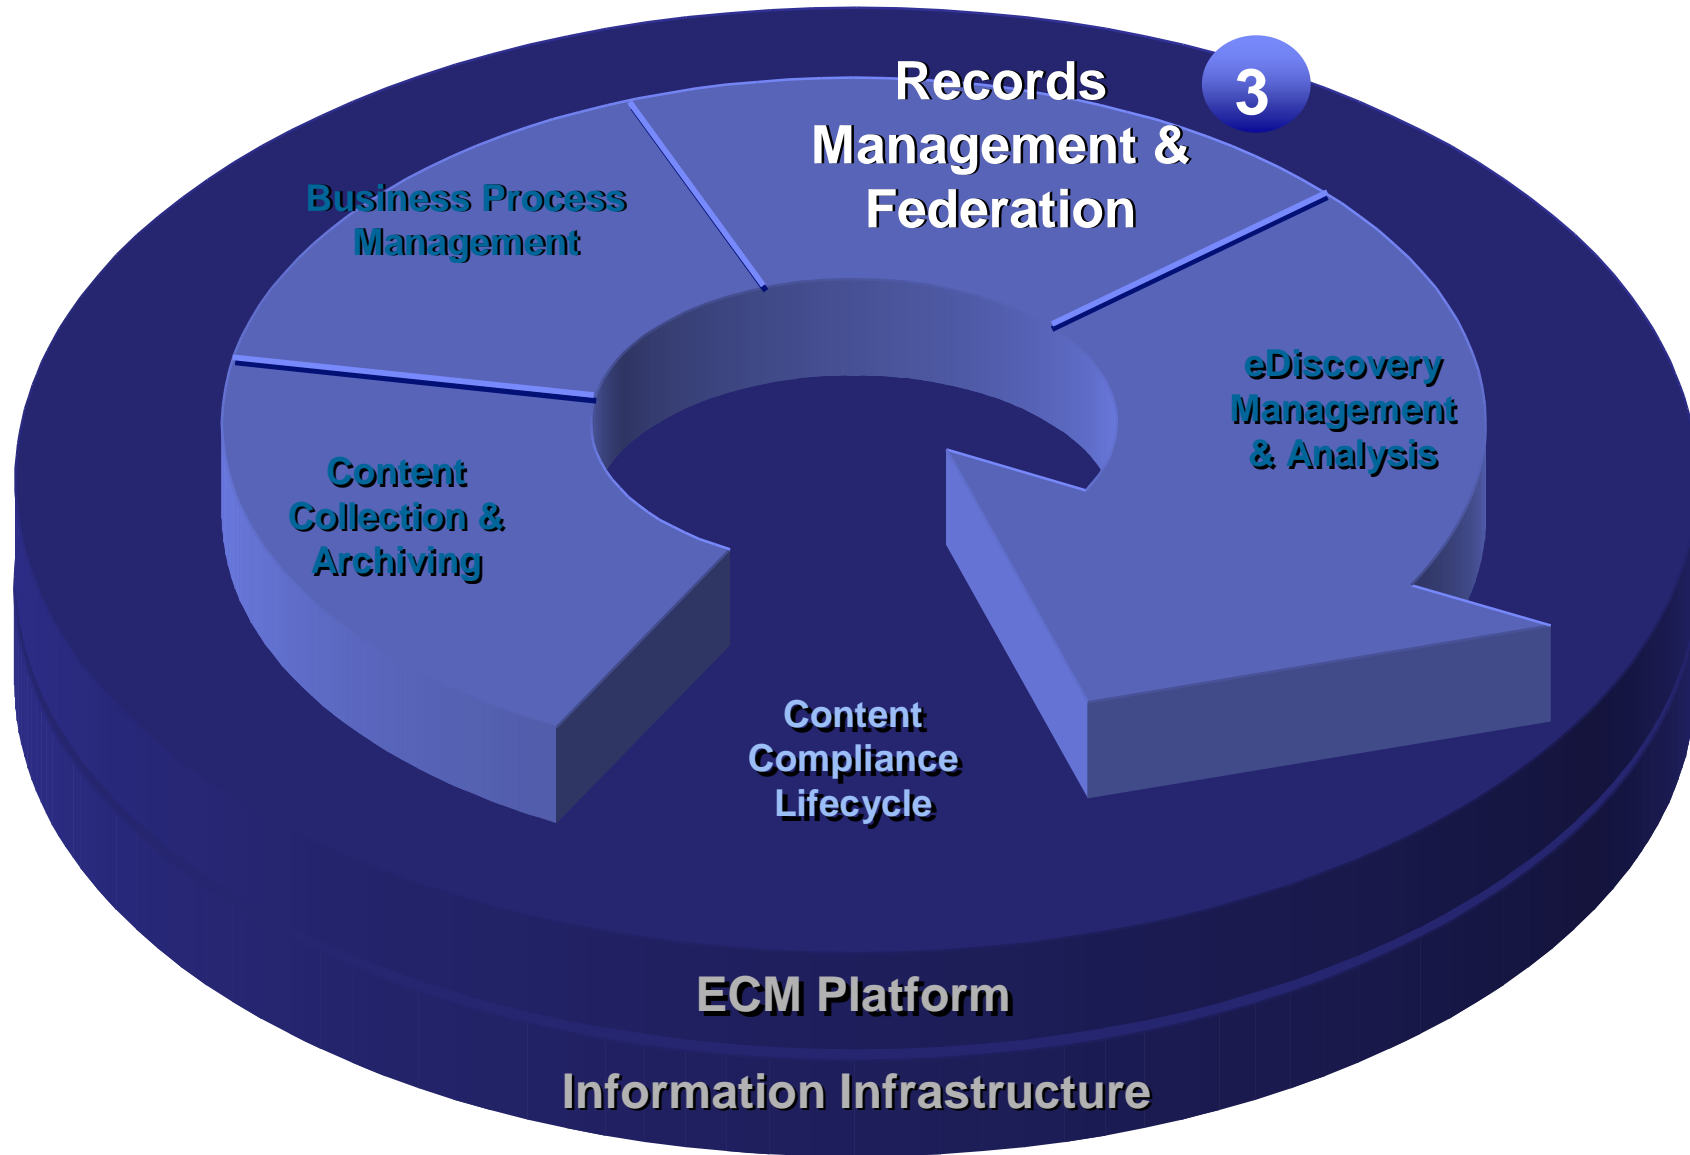 Records
Management &
Federation
3
Business Process
Management
eDiscovery
Management
& Analysis
Content
Collection &
Archiving
Content
Compliance
Lifecycle
ECM Platform
Information Infrastructure